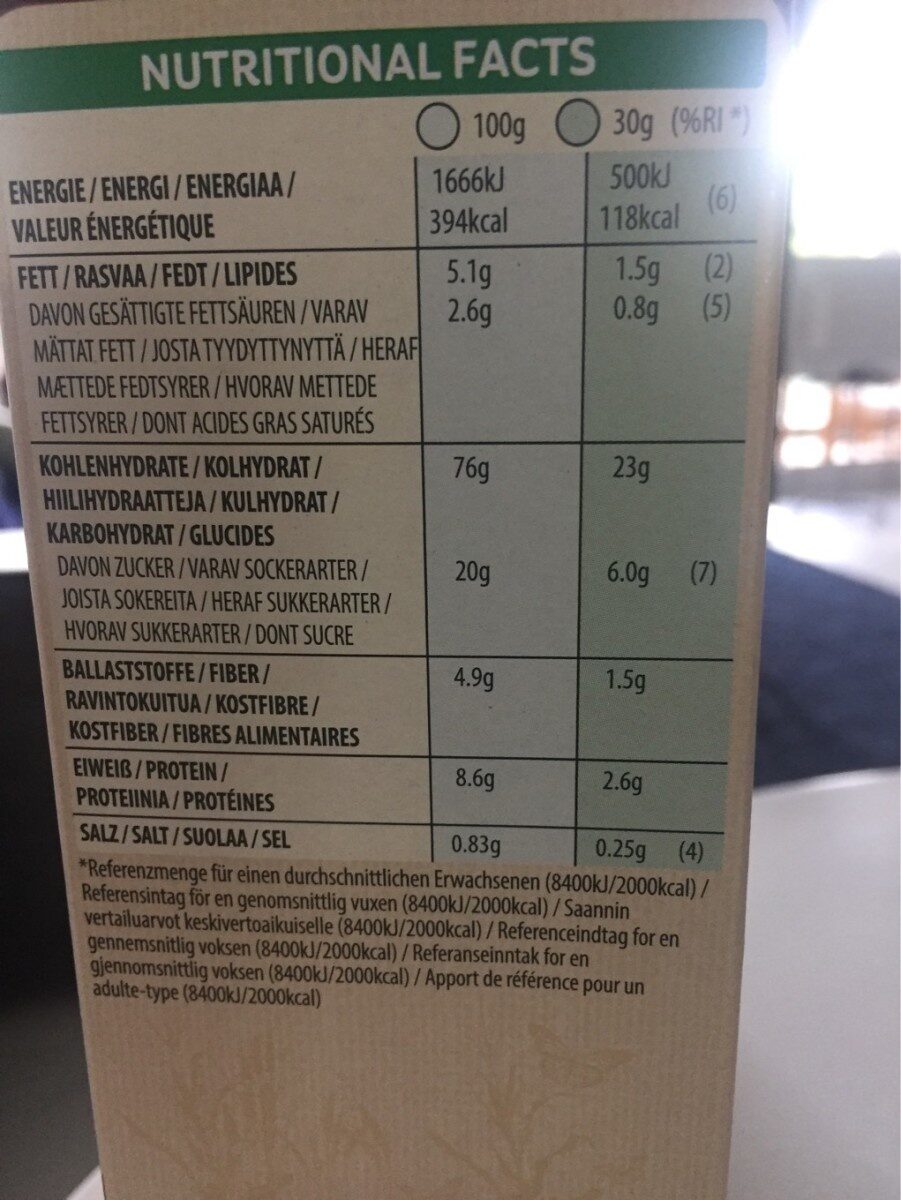 NUTRITIONAL FACTS
100g 30g (%RI*)
ENERGIE / ENERGI / ENERGIAA / 1666kJ 500kJ
VALEUR ÉNERGÉTIQUE 394kcal 118kcal (6)
FETT / RASVAA / FEDT / LIPIDES 5.1g 1.5g (2)
DAVON GESÄTTIGTE FETTSÄUREN / VARAV 2.6g 0.8g (5)
MÄTTAT FETT / JOSTA TYYDYTTYNYTTÄ / HERAF
MÆTTEDE FEDTSYRER / HVORAV METTEDE
FETTSYRER / DONT ACIDES GRAS SATURÉS
KOHLENHYDRATE / KOLHYDRAT / 76g 23g
HIILIHYDRAATTEJA / KULHYDRAT /
KARBOHYDRAT / GLUCIDES
DAVON ZUCKER / VARAV SOCKERARTER / 20g 6.0g (7)
JOISTA SOKEREITA / HERAF SUKKERARTER /
HVORAV SUKKERARTER / DONT SUCRE
BALLASTSTOFFE / FIBER / 4.9g 1.5g
RAVINTOKUITUA / KOSTFIBRE /
KOSTFIBER / FIBRES ALIMENTAIRES
EIWEIß / PROTEIN / 8.6g 2.6g
PROTEIINIA / PROTÉINES
SALZ / SALT / SUOLAA / SEL 0.83g 0.25g (4)
*Referenzmenge für einen durchschnittlichen Erwachsenen (8400kJ/2000kcal) /
Referensintag för en genomsnittlig vuxen (8400kJ/2000kcal) / Saannin
vertailuarvot keskivertoaikuiselle (8400kJ/2000kcal) / Referenceindtag for en
gennemsnitlig voksen (8400kJ/2000kcal) / Referanseinntak for en
gjennomsnittlig voksen (8400kJ/2000kcal) / Apport de référence pour un
adulte-type (8400kJ/2000kcal)